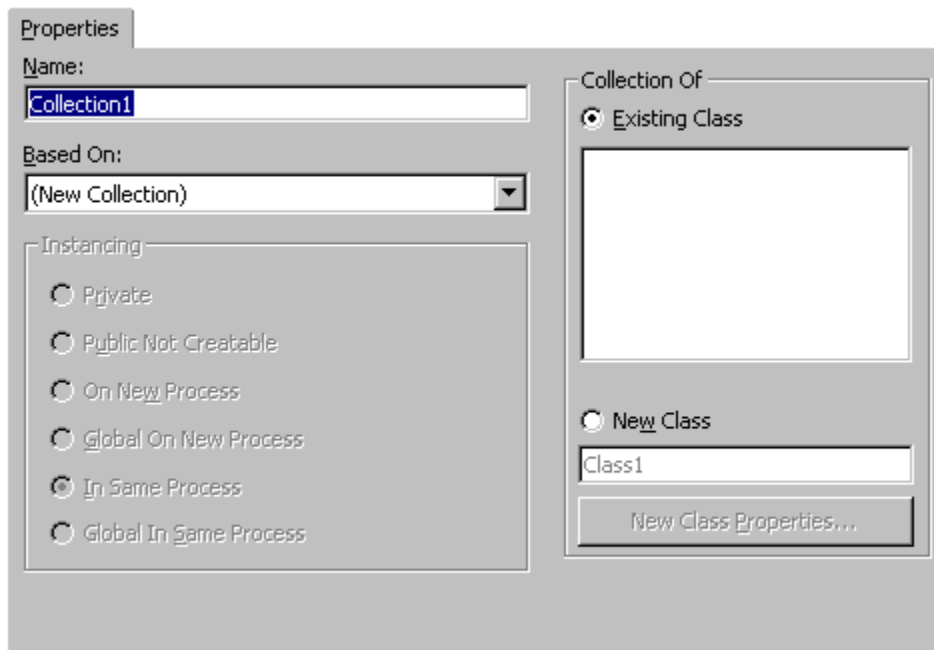 Properties
Name:
Collection1
Based On:
(New Collection)
Instancing
Private
Public Not Creatable
On New Process
Global On New Process
In Same Process
Global In Same Process
Collection Of
Existing Class
New Class
Class1
New Class Properties...